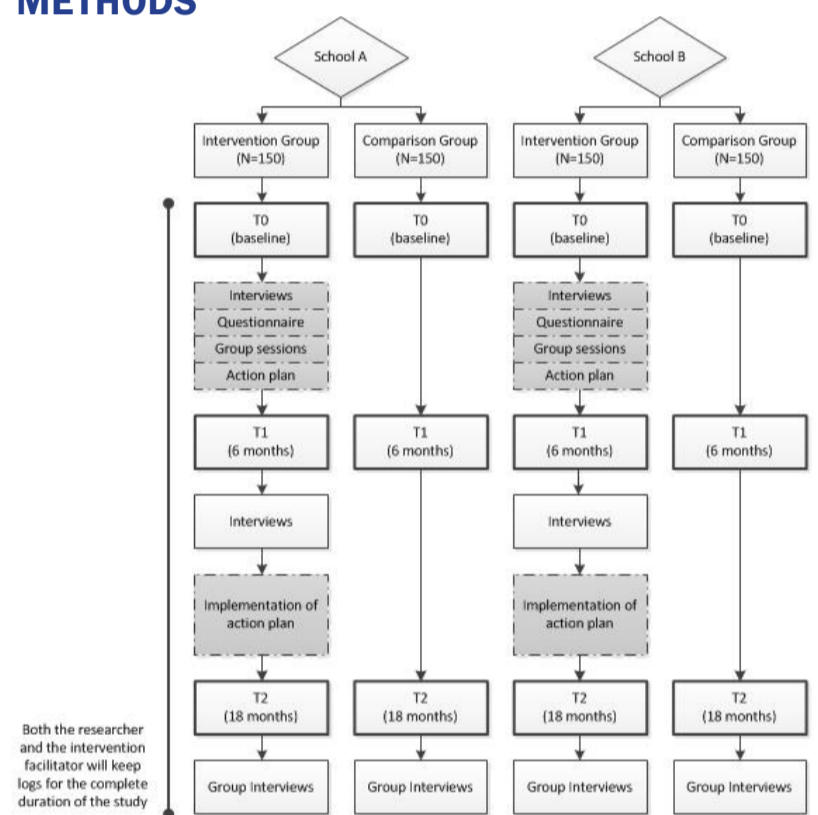 METHODS
School A
School B
Intervention Group
(N=150)
Comparison Group
(N=150)
Intervention Group
(N=150)
Comparison Group
(N=150)
T0
(baseline)
T0
(baseline)
T0
(baseline)
T0
(baseline)
Interviews
Questionnaire
Group sessions
Action plan
Interviews
Questionnaire
Group sessions
Action plan
T1
(6 months)
T1
(6 months)
T1
(6 months)
T1
(6 months)
Interviews
Interviews
Implementation of
action plan
Implementation of
action plan
T2
(18 months)
T2
(18 months)
T2
(18 months)
T2
(18 months)
Both the researcher
and the intervention
facilitator will keep
logs for the complete
duration of the study
Group Interviews
Group Interviews
Group Interviews
Group Interviews